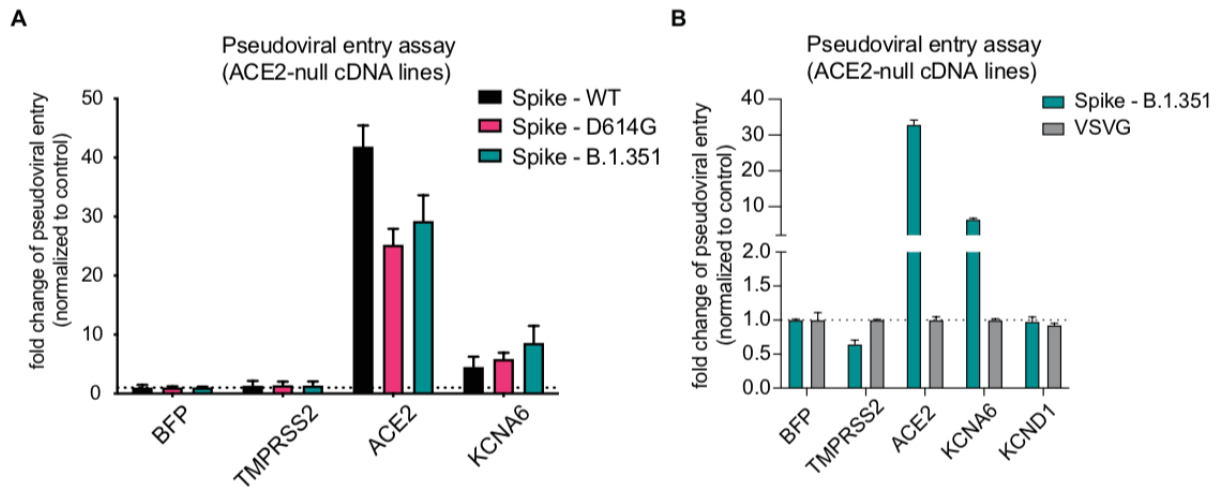 A
Pseudoviral entry assay
(ACE2-null cDNA lines)
fold change of pseudoviral entry
(normalized to control)
50
40
30
20
10
0
Spike - WT
Spike - D614G
Spike - B.1.351
BFP
TMPRSS2
ACE2
KCNA6
B
Pseudoviral entry assay
(ACE2-null cDNA lines)
fold change of pseudoviral entry
(normalized to control)
40
30
20
10
2.0
1.5
1.0
0.5
0.0
Spike - B.1.351
VSVG
BFP
TMPRSS2
ACE2
KCNA6
KCND1